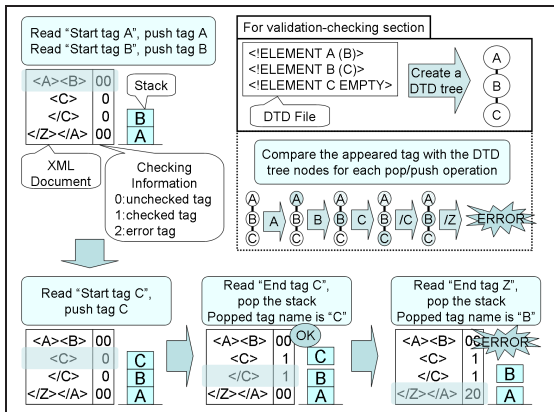 Read “Start tag A”, push tag A
Read “Start tag B”, push tag B
<A><B> 00
<C> 0
</C> 0
</Z></A> 00
Stack
B
A
XML
Document
Checking
Information
0:unchecked tag
1:checked tag
2:error tag
For validation-checking section
<!ELEMENT A (B)>
<!ELEMENT B (C)>
<!ELEMENT C EMPTY>
DTD File
Create a
DTD tree
A
B
C
Compare the appeared tag with the DTD
tree nodes for each pop/push operation
A A A A A
B A B B B C B /C B /Z ERROR
C C C C C
Read “Start tag C”,
push tag C
<A><B> 00
<C> 0
</C> 0
</Z></A> 00
C
B
A
Read “End tag C”,
pop the stack
Popped tag name is “C”
OK
<A><B> 00
<C> 1
</C> 1
</Z></A> 00
C
B
A
Read “End tag Z”,
pop the stack
Popped tag name is “B”
ERROR
<A><B>
<C> 1
</C> 1
</Z></A> 20
B
A